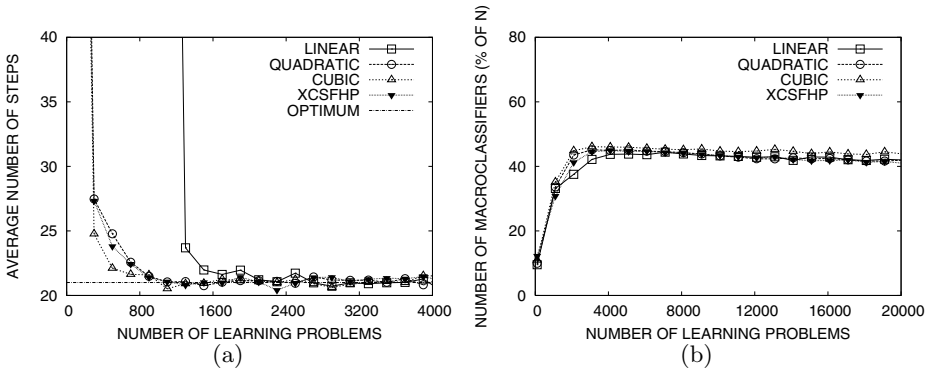 AVERAGE NUMBER OF STEPS
40
35
30
25
20
0
800
1600
2400
3200
4000
NUMBER OF LEARNING PROBLEMS
LINEAR
QUADRATIC
CUBIC
XCSFHP
OPTIMUM
(a)
NUMBER OF MACROCLASSIFIERS (% OF N)
80
60
40
20
0
0
4000
8000
12000
16000
20000
NUMBER OF LEARNING PROBLEMS
LINEAR
QUADRATIC
CUBIC
XCSFHP
(b)